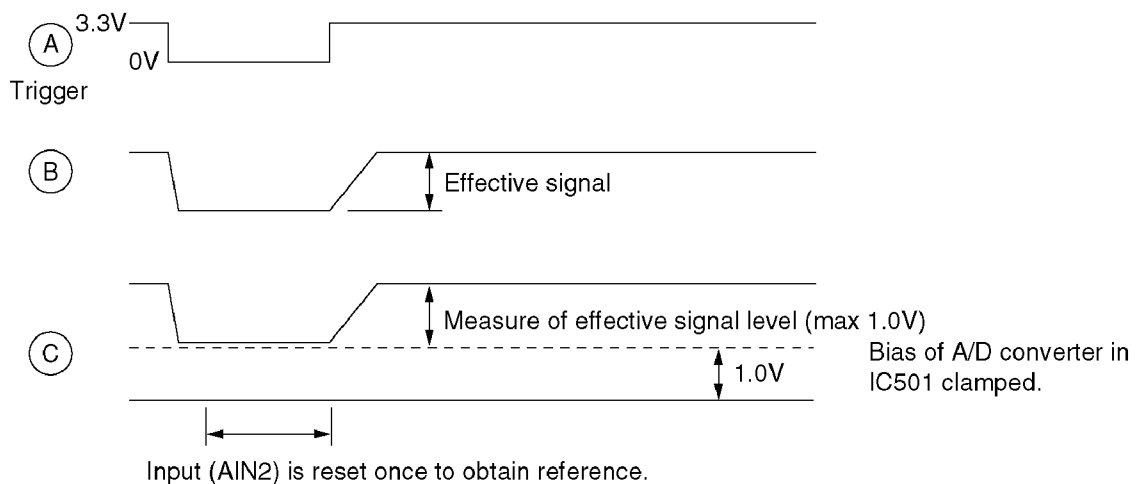 3.3V
A
0V
Trigger
B
Effective signal
Measure of effective signal level (max 1.0V)
C
Bias of A/D converter in
1.0V
IC501 clamped.
Input (AIN2) is reset once to obtain reference.